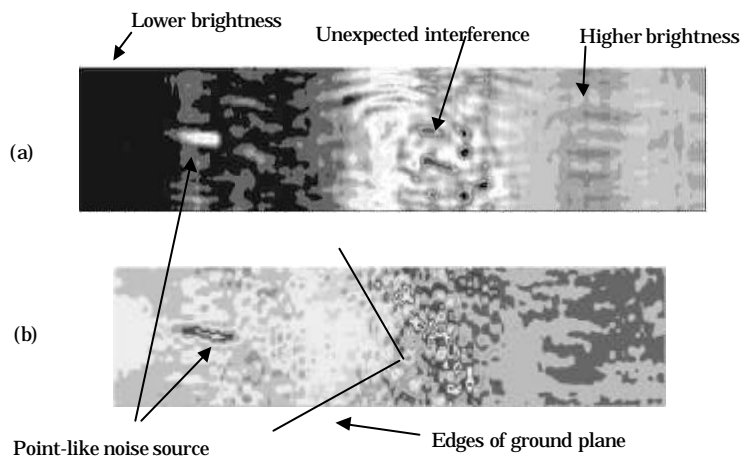 Lower brightness
Unexpected interference
Higher brightness
(a)
(b)
Point-like noise source
Edges of ground plane